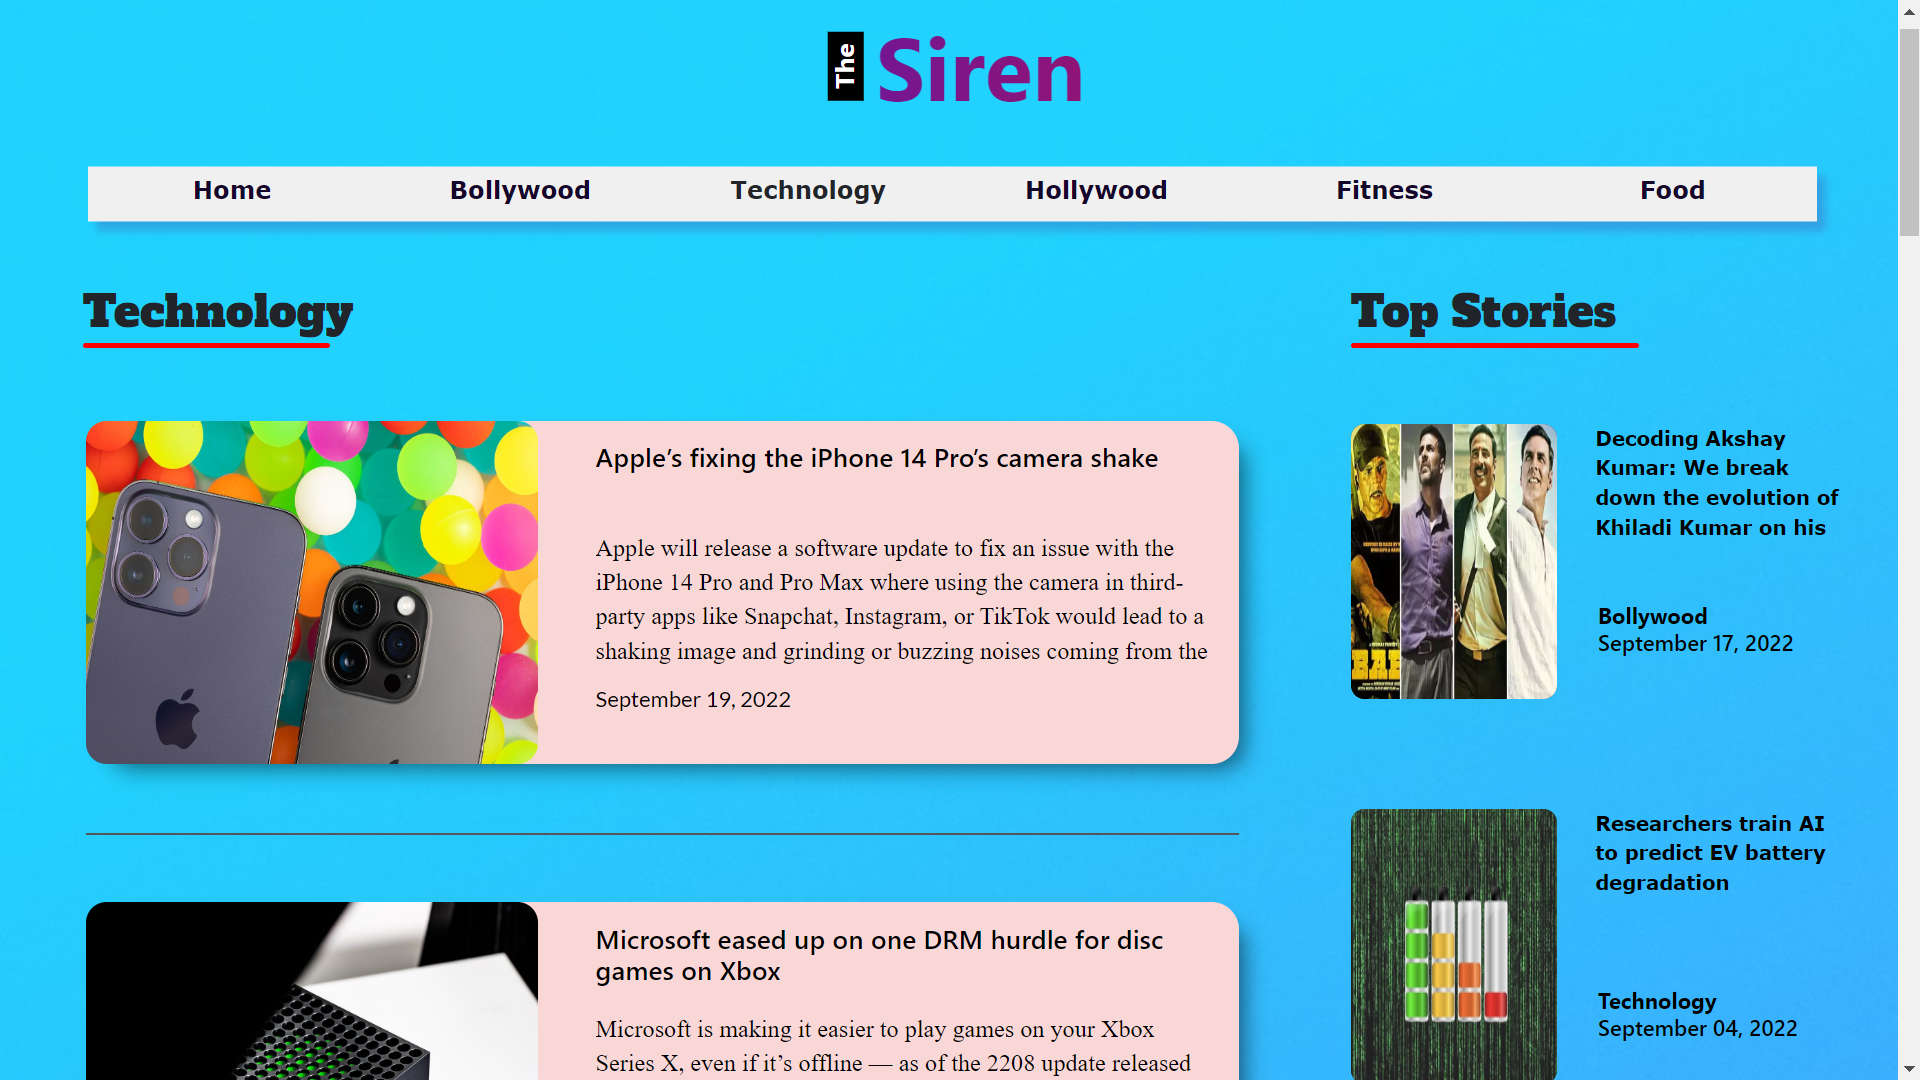 The Siren
Home Bollywood Technology Hollywood Fitness Food
Technology
Apple’s fixing the iPhone 14 Pro’s camera shake
Apple will release a software update to fix an issue with the
iPhone 14 Pro and Pro Max where using the camera in third-
party apps like Snapchat, Instagram, or TikTok would lead to a
shaking image and grinding or buzzing noises coming from the
September 19, 2022
Microsoft eased up on one DRM hurdle for disc
games on Xbox
Microsoft is making it easier to play games on your Xbox
Series X, even if it’s offline — as of the 2208 update released
Top Stories
Decoding Akshay
Kumar: We break
down the evolution of
Khiladi Kumar on his
Bollywood
September 17, 2022
Researchers train AI
to predict EV battery
degradation
Technology
September 04, 2022